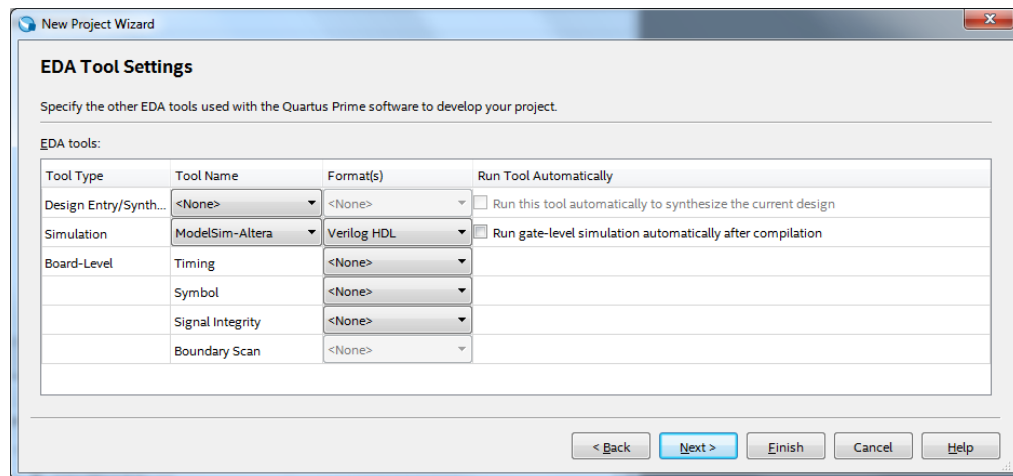 New Project Wizard
EDA Tool Settings
Specify the other EDA tools used with the Quartus Prime software to develop your project.
EDA tools:
Tool Type Tool Name Format(s) Run Tool Automatically
Design Entry/Synth... <None> <None> Run this tool automatically to synthesize the current design
Simulation ModelSim-Altera Verilog HDL Run gate-level simulation automatically after compilation
Board-Level Timing <None>
Symbol <None>
Signal Integrity <None>
Boundary Scan <None>
< Back Next > Finish Cancel Help